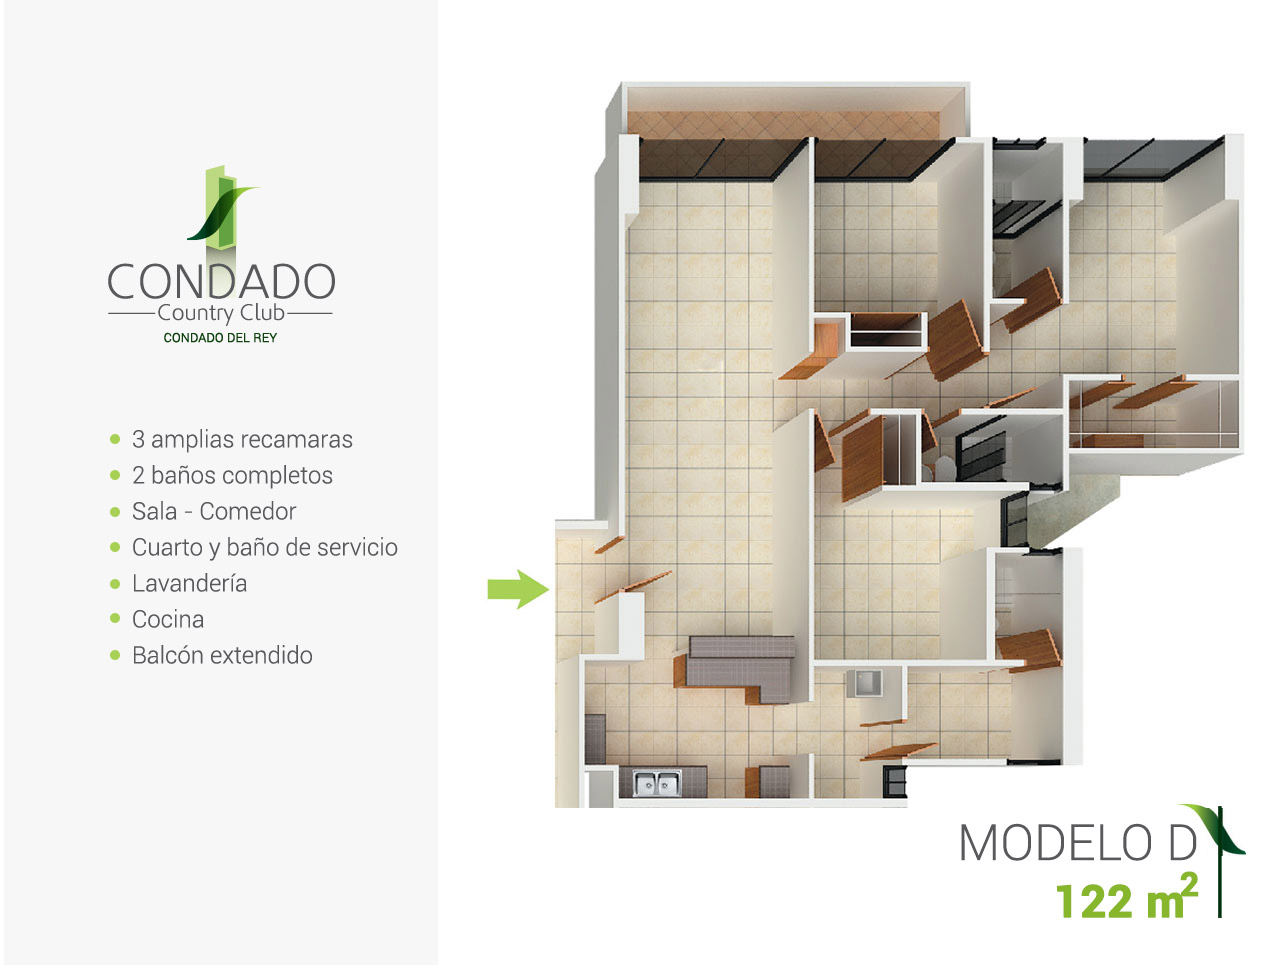 CONDADO
Country Club
CONDADO DEL REY
3 amplias recamaras
2 baños completos
Sala - Comedor
Cuarto y baño de servicio
Lavandería
Cocina
Balcón extendido
MODELO D
122 m²